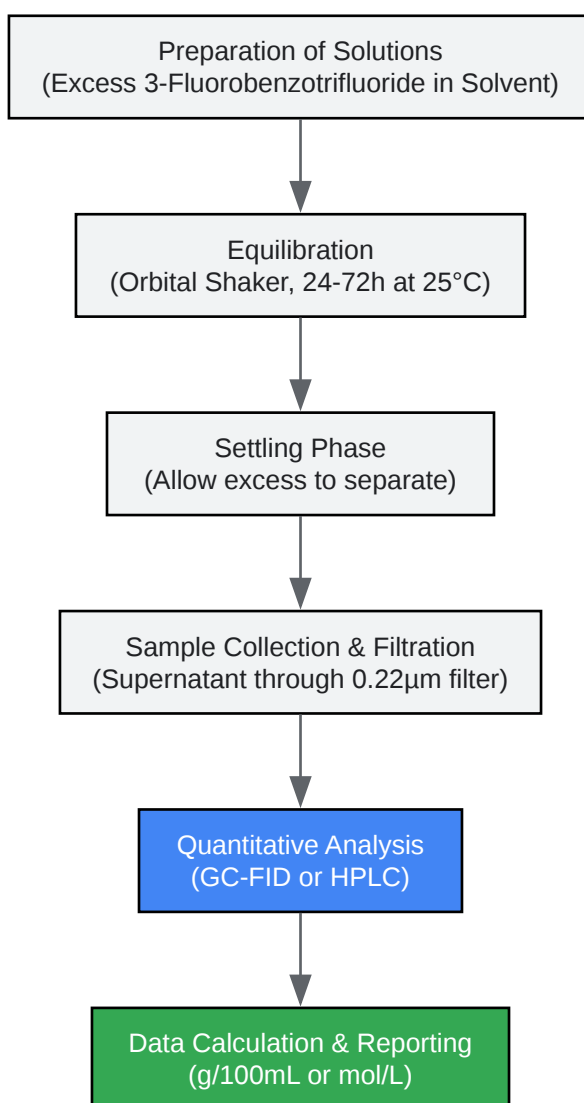 Preparation of Solutions
(Excess 3-Fluorobenzotrifluoride in Solvent)
Equilibration
(Orbital Shaker, 24-72h at 25°C)
Settling Phase
(Allow excess to separate)
Sample Collection & Filtration
(Supernatant through 0.22µm filter)
Quantitative Analysis
(GC-FID or HPLC)
Data Calculation & Reporting
(g/100mL or mol/L)